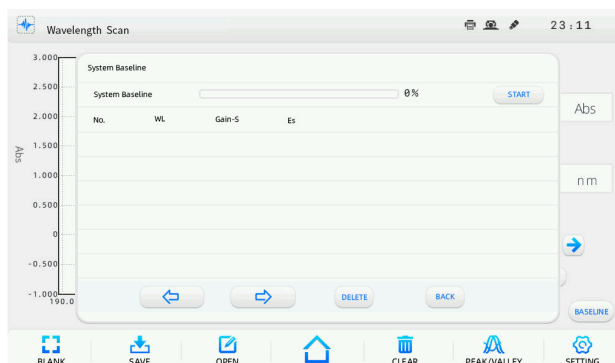 Wavelength Scan
23:11
3.000
2.500
2.000
1.500
1.000
0.500
0
-0.500
-1.000
190.0
Abs
System Baseline
System Baseline
0%
START
No.
WL
Gain-S
Es
DELETE
BACK
Abs
nm
BASELINE
BLANK
SAVE
OPEN
CLEAR
PEAK/VALLEY
SETTING